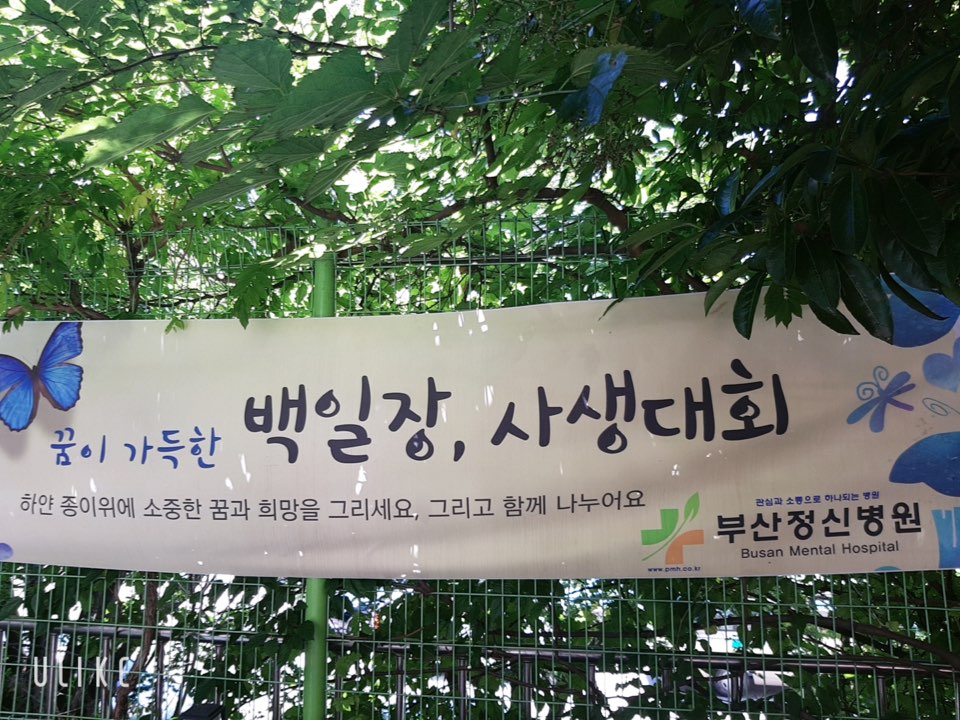 꿈이 가득한 백일장, 사생대회
하얀 종이위에 소중한 꿈과 희망을 그리세요, 그리고 함께 나누어요
관심과 소통으로 하나되는 병원
부산정신병원
Busan Mental Hospital
www.pmh.co.kr
ULIKE